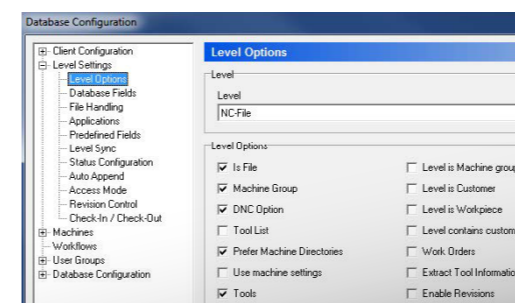 Database Configuration
Client Configuration
Level Settings
Level Options
Database Fields
File Handling
Applications
Predefined Fields
Level Sync
Status Configuration
Auto Append
Access Mode
Revision Control
Check-In / Check-Out
Machines
Workflows
User Groups
Database Configuration
Level Options
Level
Level
NC-File
Level Options
Is File
Level is Machine grou
Machine Group
Level is Customer
DNC Option
Level is Workpiece
Tool List
Level contains custom
Prefer Machine Directories
Work Orders
Use machine settings
Extract Tool Informatio
Tools
Enable Revisions